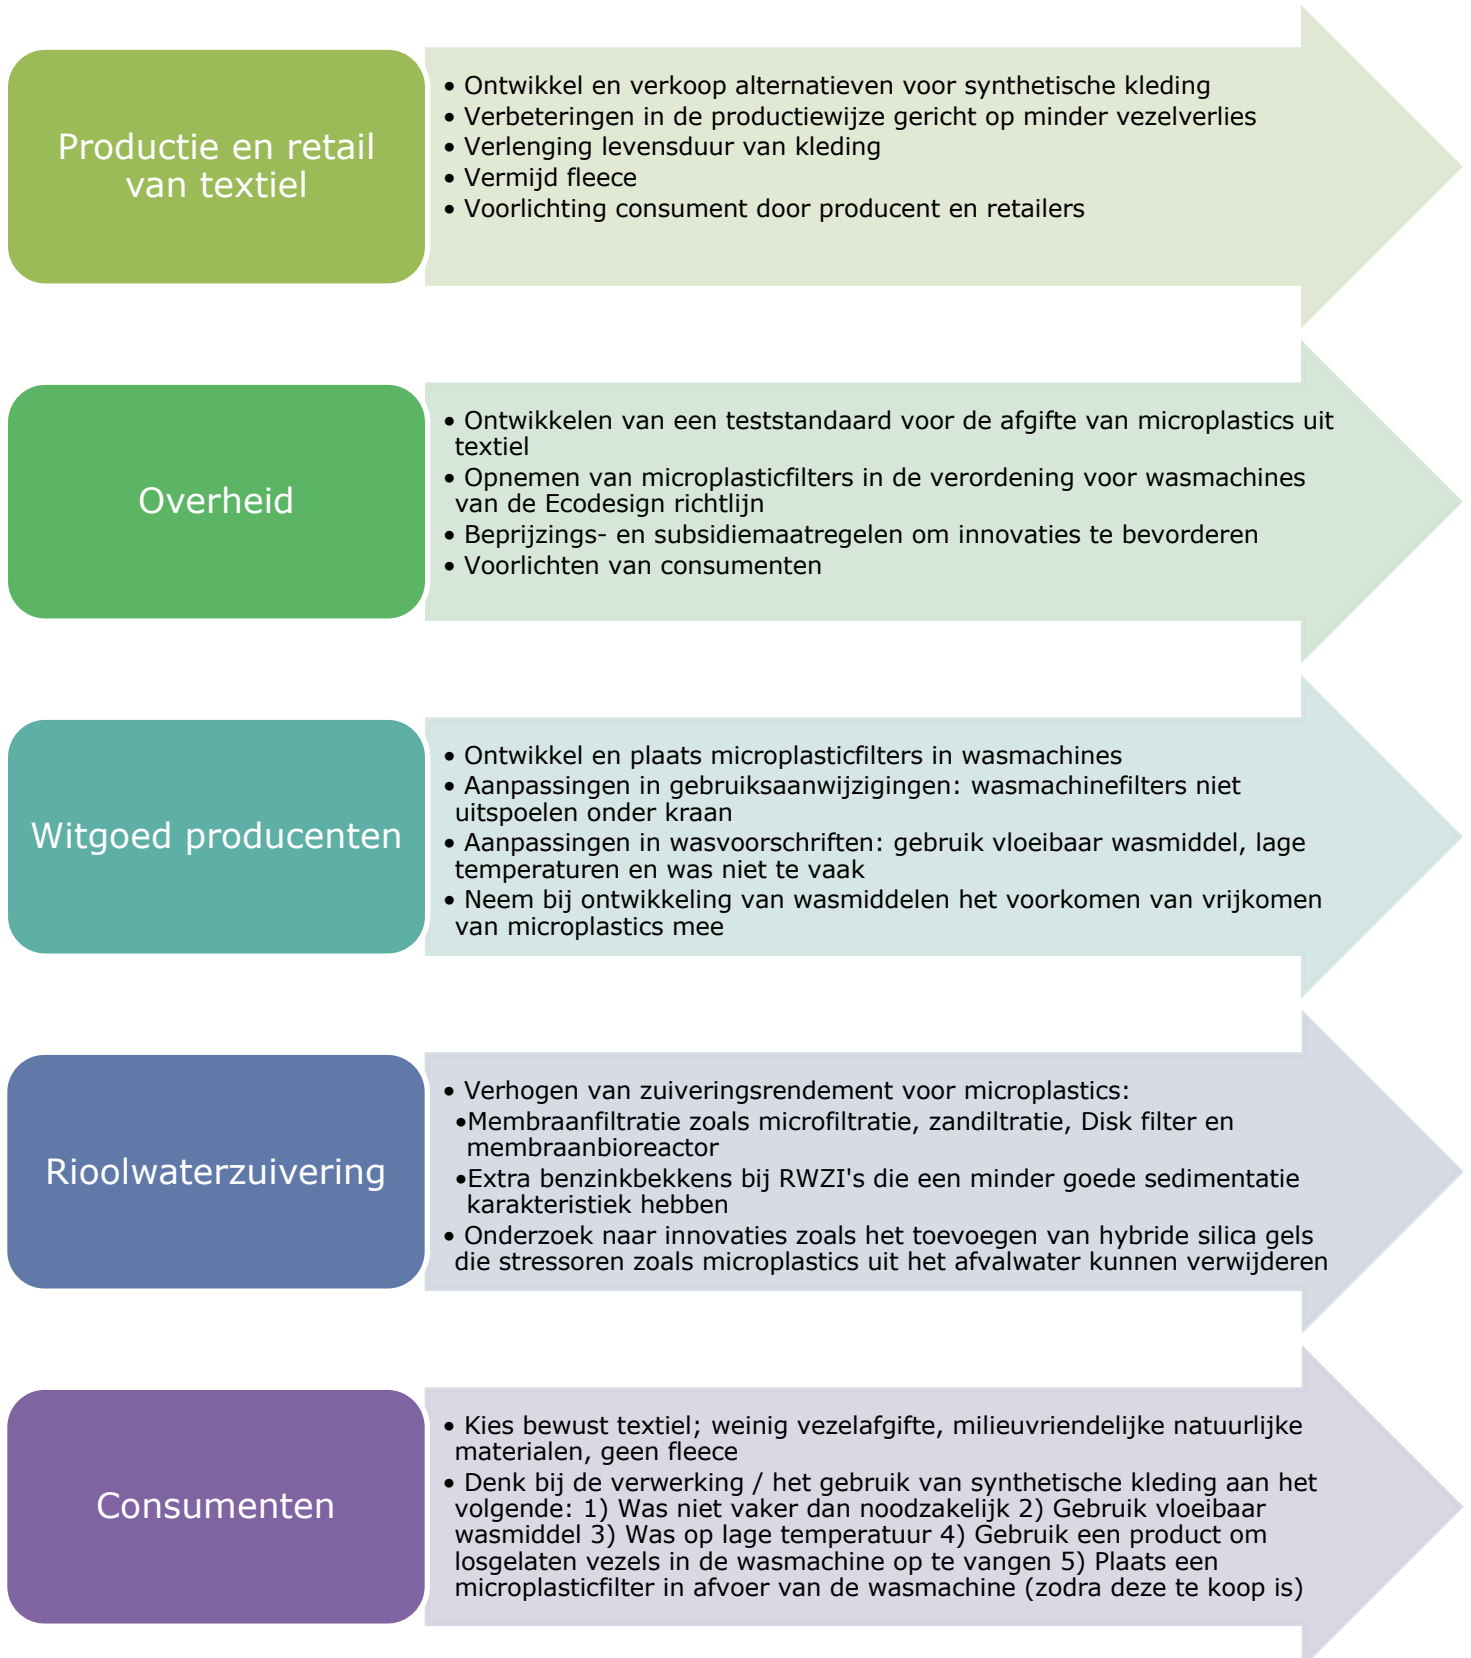 Productie en retail
van textiel
• Ontwikkel en verkoop alternatieven voor synthetische kleding
• Verbeteringen in de productiewijze gericht op minder vezelverlies
• Verlenging levensduur van kleding
• Vermijd fleece
• Voorlichting consument door producent en retailers
Overheid
• Ontwikkelen van een teststandaard voor de afgifte van microplastics uit
textiel
• Opnemen van microplasticfilters in de verordening voor wasmachines
van de Ecodesign richtlijn
• Beprijzings- en subsidiemaatregelen om innovaties te bevorderen
• Voorlichten van consumenten
Witgoed producenten
• Ontwikkel en plaats microplasticfilters in wasmachines
• Aanpassingen in gebruiksaanwijzigingen: wasmachinefilters niet
uitspoelen onder kraan
• Aanpassingen in wasvoorschriften: gebruik vloeibaar wasmiddel, lage
temperaturen en was niet te vaak
• Neem bij ontwikkeling van wasmiddelen het voorkomen van vrijkomen
van microplastics mee
Rioolwaterzuivering
• Verhogen van zuiveringsrendement voor microplastics:
•Membraanfiltratie zoals microfiltratie, zandiltratie, Disk filter en
membraanbioreactor
•Extra benzinkbekkens bij RWZI's die een minder goede sedimentatie
karakteristiek hebben
• Onderzoek naar innovaties zoals het toevoegen van hybride silica gels
die stressoren zoals microplastics uit het afvalwater kunnen verwijderen
Consumenten
• Kies bewust textiel; weinig vezelafgifte, milieuvriendelijke natuurlijke
materialen, geen fleece
• Denk bij de verwerking / het gebruik van synthetische kleding aan het
volgende: 1) Was niet vaker dan noodzakelijk 2) Gebruik vloeibaar
wasmiddel 3) Was op lage temperatuur 4) Gebruik een product om
losgelaten vezels in de wasmachine op te vangen 5) Plaats een
microplasticfilter in afvoer van de wasmachine (zodra deze te koop is)